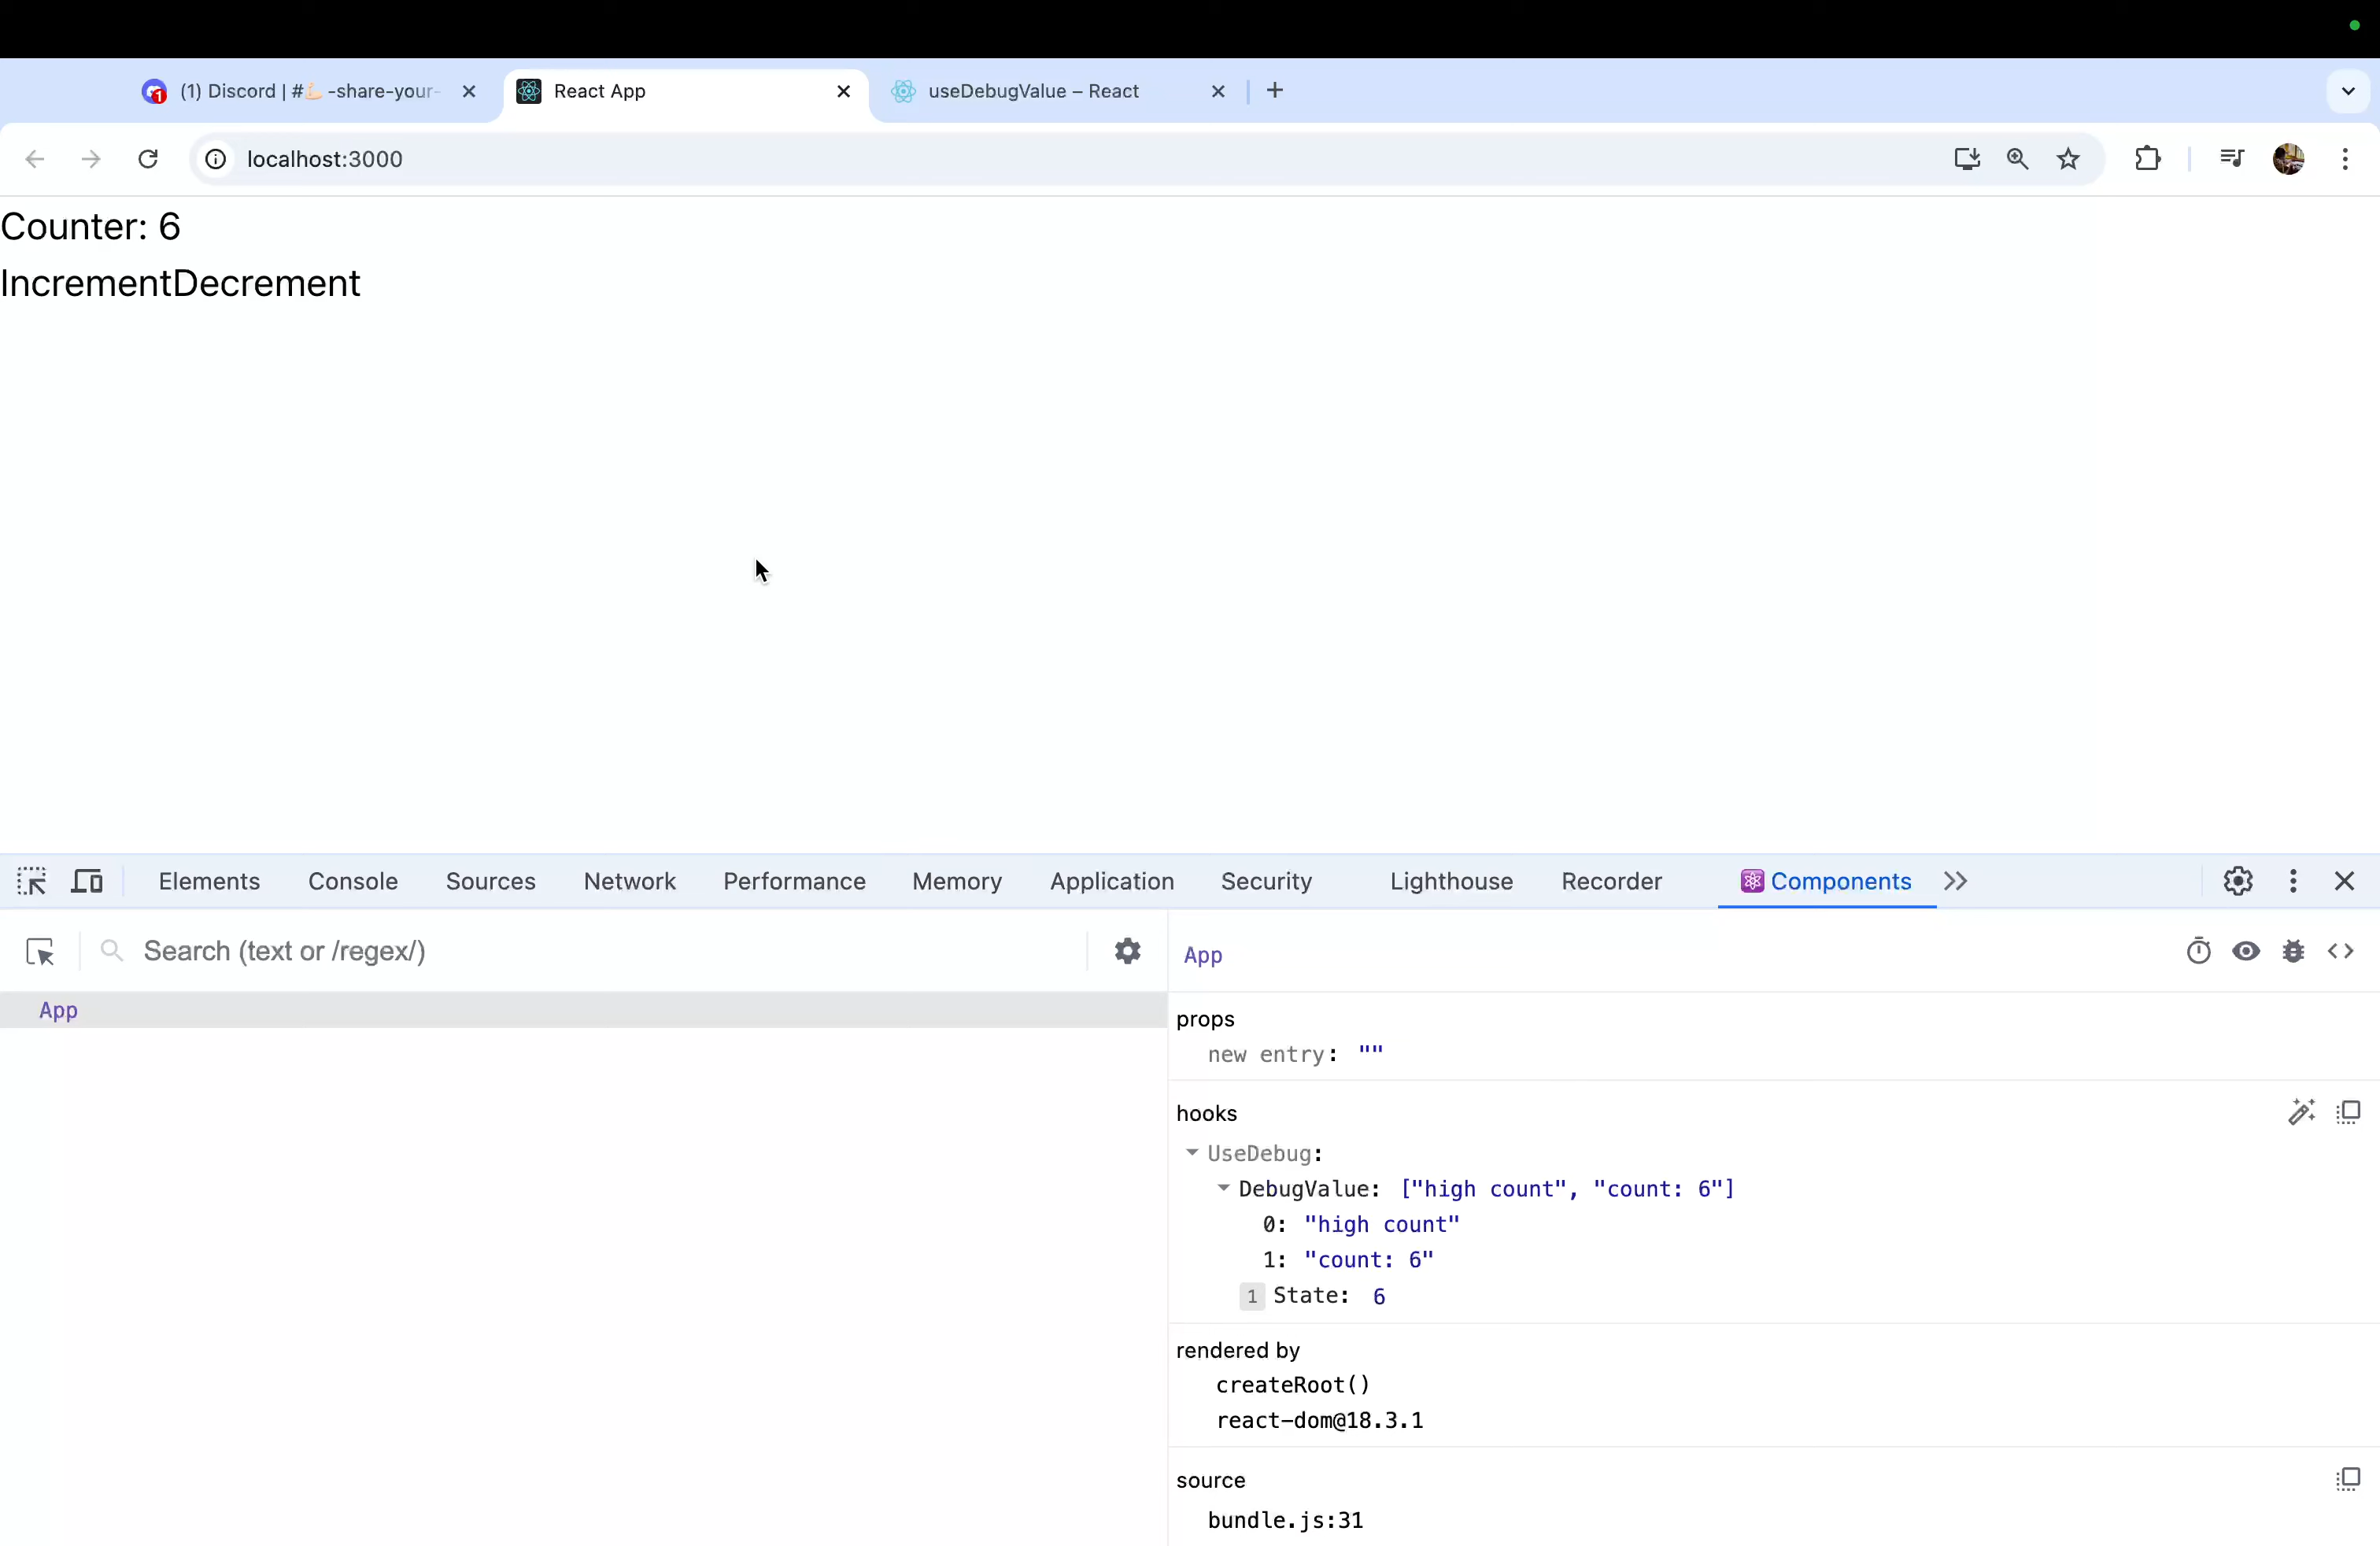 (1) Discord | #💪🏻-share-your-
React App
useDebugValue – React
localhost:3000
Counter: 6
IncrementDecrement
Elements Console Sources Network Performance Memory Application Security Lighthouse Recorder Components
Search (text or /regex/)
App
App
props
new entry: ""
hooks
UseDebug:
DebugValue: ["high count", "count: 6"]
0: "high count"
1: "count: 6"
1 State: 6
rendered by
createRoot()
react-dom@18.3.1
source
bundle.js:31